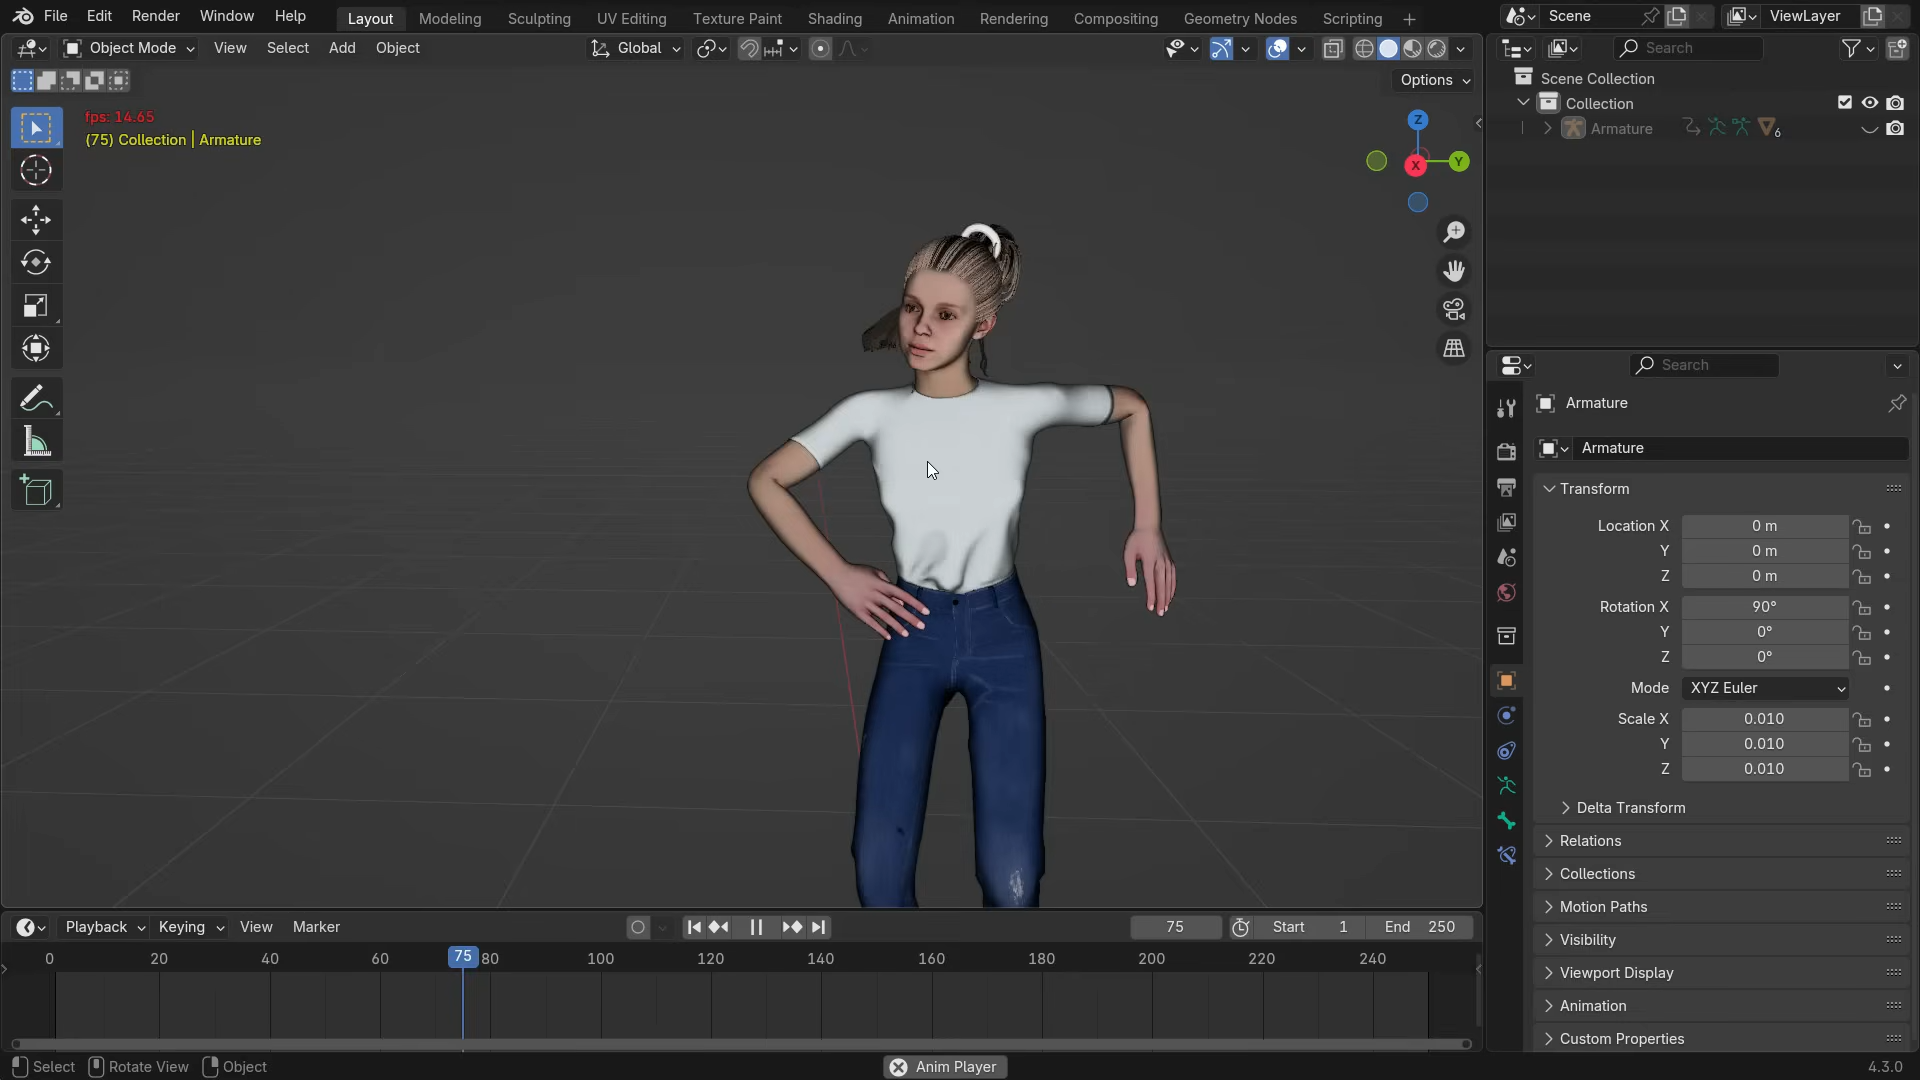 File Edit Render Window Help Layout Modeling Sculpting UV Editing Texture Paint Shading Animation Rendering Compositing Geometry Nodes Scripting + Scene ViewLayer
Object Mode View Select Add Object Global Search
Options
fps: 14.65
(75) Collection | Armature
Z
Y
X
Scene Collection
Collection
Armature 6
Search
Armature
Armature
Transform
Location X 0 m
Y 0 m
Z 0 m
Rotation X 90°
Y 0°
Z 0°
Mode XYZ Euler
Scale X 0.010
Y 0.010
Z 0.010
Delta Transform
Relations
Collections
Motion Paths
Visibility
Viewport Display
Animation
Custom Properties
Playback Keying View Marker 75 Start 1 End 250
0 20 40 60 75 80 100 120 140 160 180 200 220 240
Select Rotate View Object Anim Player 4.3.0